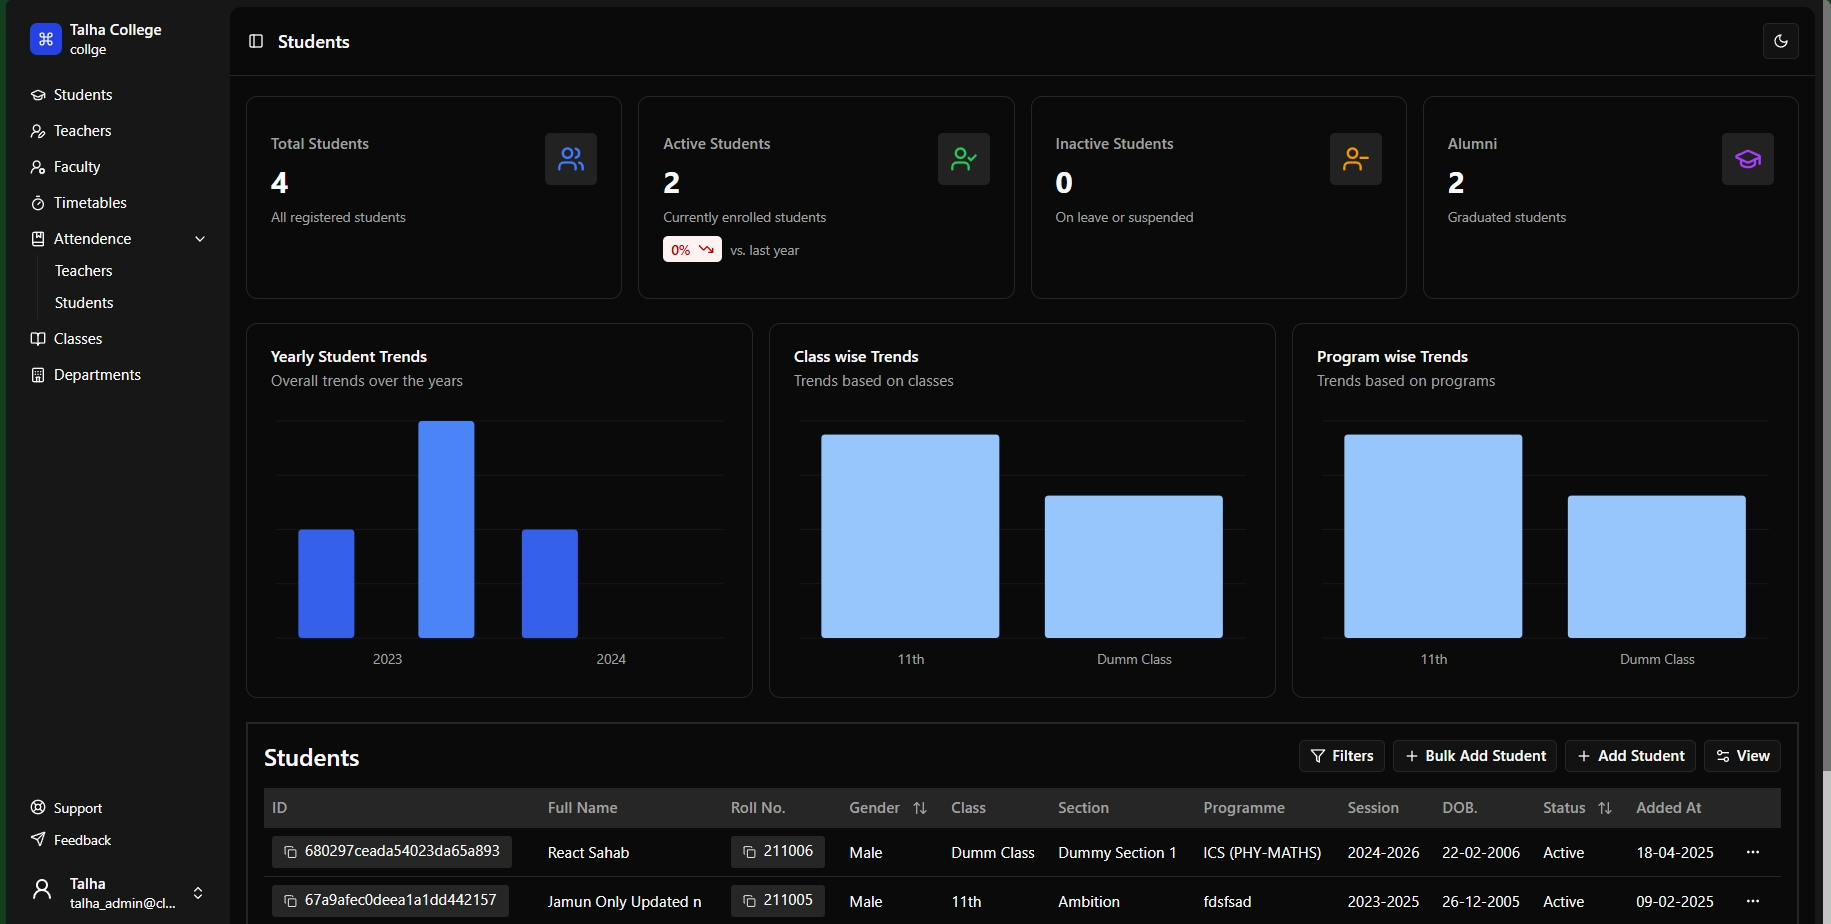 Talha College
collge
Students
Teachers
Faculty
Timetables
Attendence
Teachers
Students
Classes
Departments
Support
Feedback
Talha
talha_admin@cl...
Students
Total Students
4
All registered students
Active Students
2
Currently enrolled students
0% vs. last year
Inactive Students
0
On leave or suspended
Alumni
2
Graduated students
Yearly Student Trends
Overall trends over the years
2023 2024
Class wise Trends
Trends based on classes
11th Dumm Class
Program wise Trends
Trends based on programs
11th Dumm Class
Students
Filters Bulk Add Student Add Student View
ID Full Name Roll No. Gender Class Section Programme Session DOB. Status Added At
680297ceada54023da65a893 React Sahab 211006 Male Dumm Class Dummy Section 1 ICS (PHY-MATHS) 2024-2026 22-02-2006 Active 18-04-2025 ...
67a9afec0deea1a1dd442157 Jamun Only Updated n 211005 Male 11th Ambition fdsfsad 2023-2025 26-12-2005 Active 09-02-2025 ...